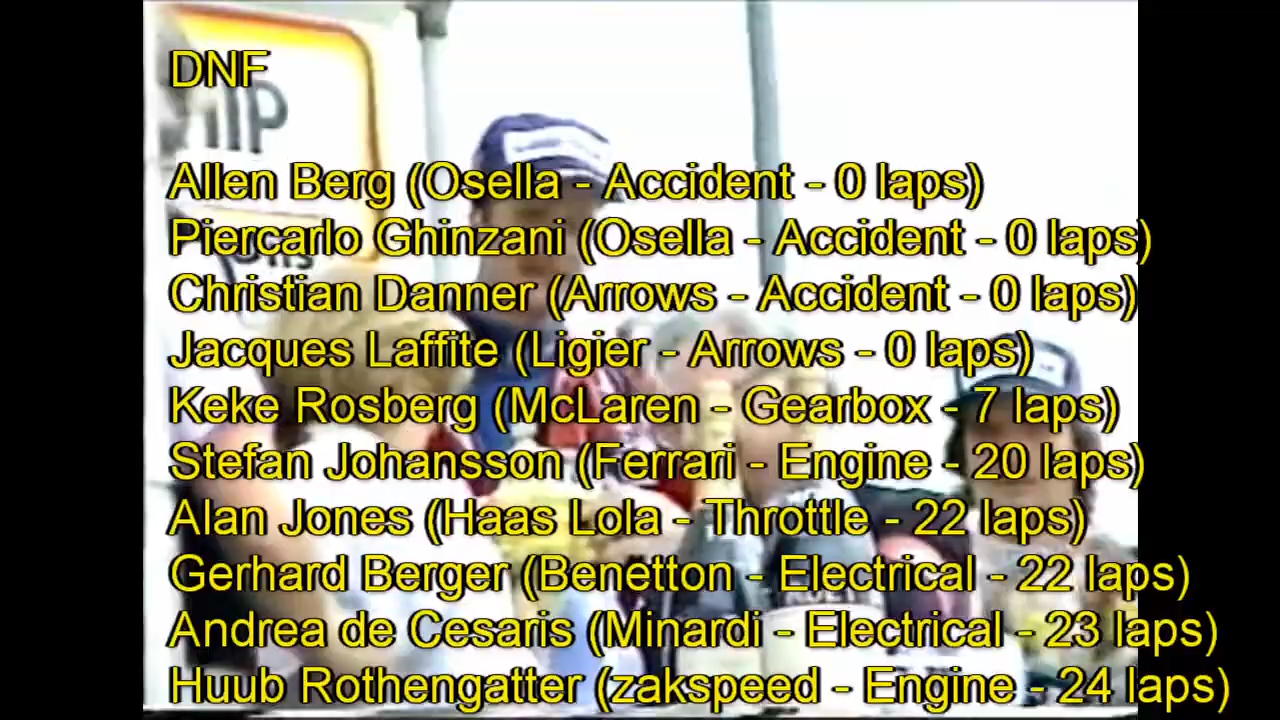 DNF
Allen Berg (Osella - Accident - 0 laps)
Piercarlo Ghinzani (Osella - Accident - 0 laps)
Christian Danner (Arrows - Accident - 0 laps)
Jacques Laffite (Ligier - Arrows - 0 laps)
Keke Rosberg (McLaren - Gearbox - 7 laps)
Stefan Johansson (Ferrari - Engine - 20 laps)
Alan Jones (Haas Lola - Throttle - 22 laps)
Gerhard Berger (Benetton - Electrical - 22 laps)
Andrea de Cesaris (Minardi - Electrical - 23 laps)
Huub Rothengatter (zakspeed - Engine - 24 laps)